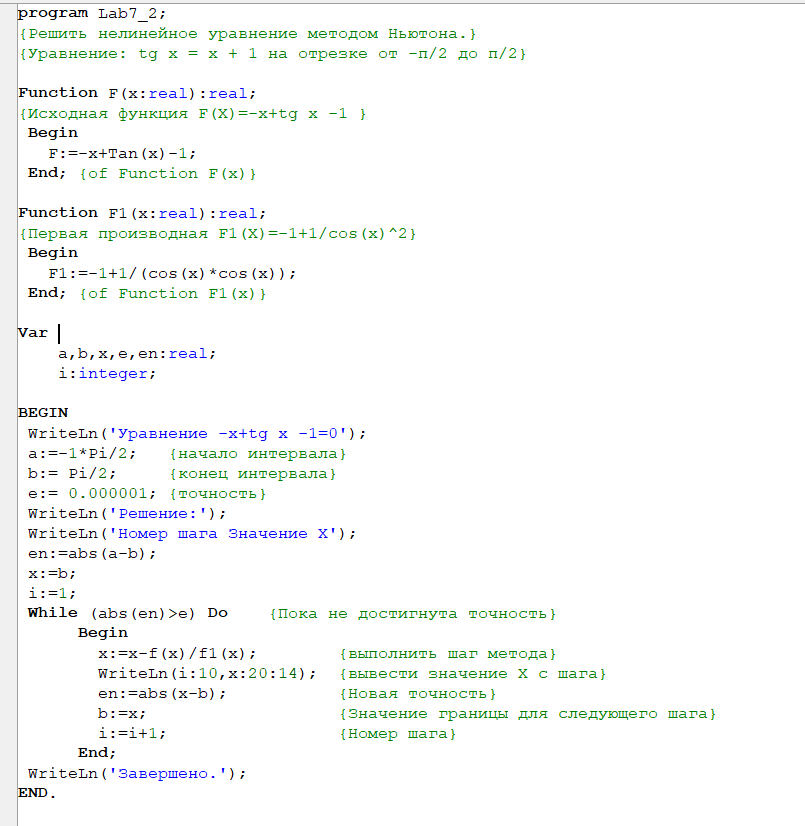 program Lab7_2;
{Решить нелинейное уравнение методом Ньютона.}
{Уравнение: tg x = x + 1 на отрезке от -п/2 до п/2}
Function F(x:real):real;
{Исходная функция F(X)=-x+tg x -1 }
Begin
F:=-x+Tan(x)-1;
End; {of Function F(x)}
Function F1(x:real):real;
{Первая производная F1(X)=-1+1/cos(x)^2}
Begin
F1:=-1+1/(cos(x)*cos(x));
End; {of Function F1(x)}
Var
a,b,x,e,en:real;
i:integer;
BEGIN
WriteLn('Уравнение -x+tg x -1=0');
a:=-1*Pi/2; {начало интервала}
b:= Pi/2; {конец интервала}
e:= 0.000001; {точность}
WriteLn('Решение:');
WriteLn('Номер шага Значение X');
en:=abs(a-b);
x:=b;
i:=1;
While (abs(en)>e) Do {Пока не достигнута точность}
Begin
x:=x-f(x)/f1(x); {выполнить шаг метода}
WriteLn(i:10,x:20:14); {вывести значение X с шага}
en:=abs(x-b); {Новая точность}
b:=x; {Значение границы для следующего шага}
i:=i+1; {Номер шага}
End;
WriteLn('Завершено.');
END.